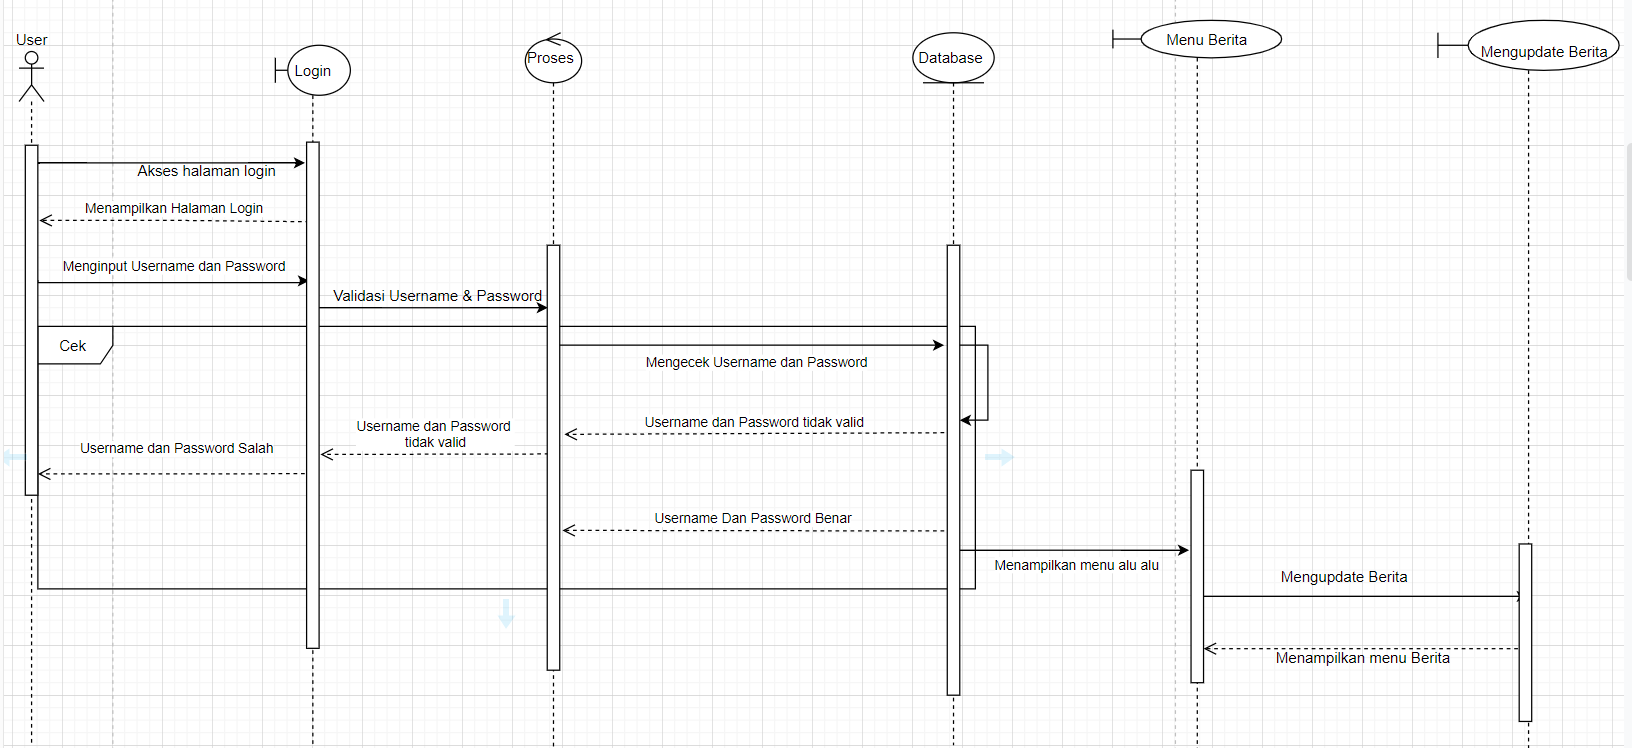 User
Login
Proses
Database
Menu Berita
Mengupdate Berita
Akses halaman login
Menampilkan Halaman Login
Menginput Username dan Password
Validasi Username & Password
Cek
Mengecek Username dan Password
Username dan Password tidak valid
Username dan Password
tidak valid
Username dan Password Salah
Username Dan Password Benar
Menampilkan menu alu alu
Mengupdate Berita
Menampilkan menu Berita